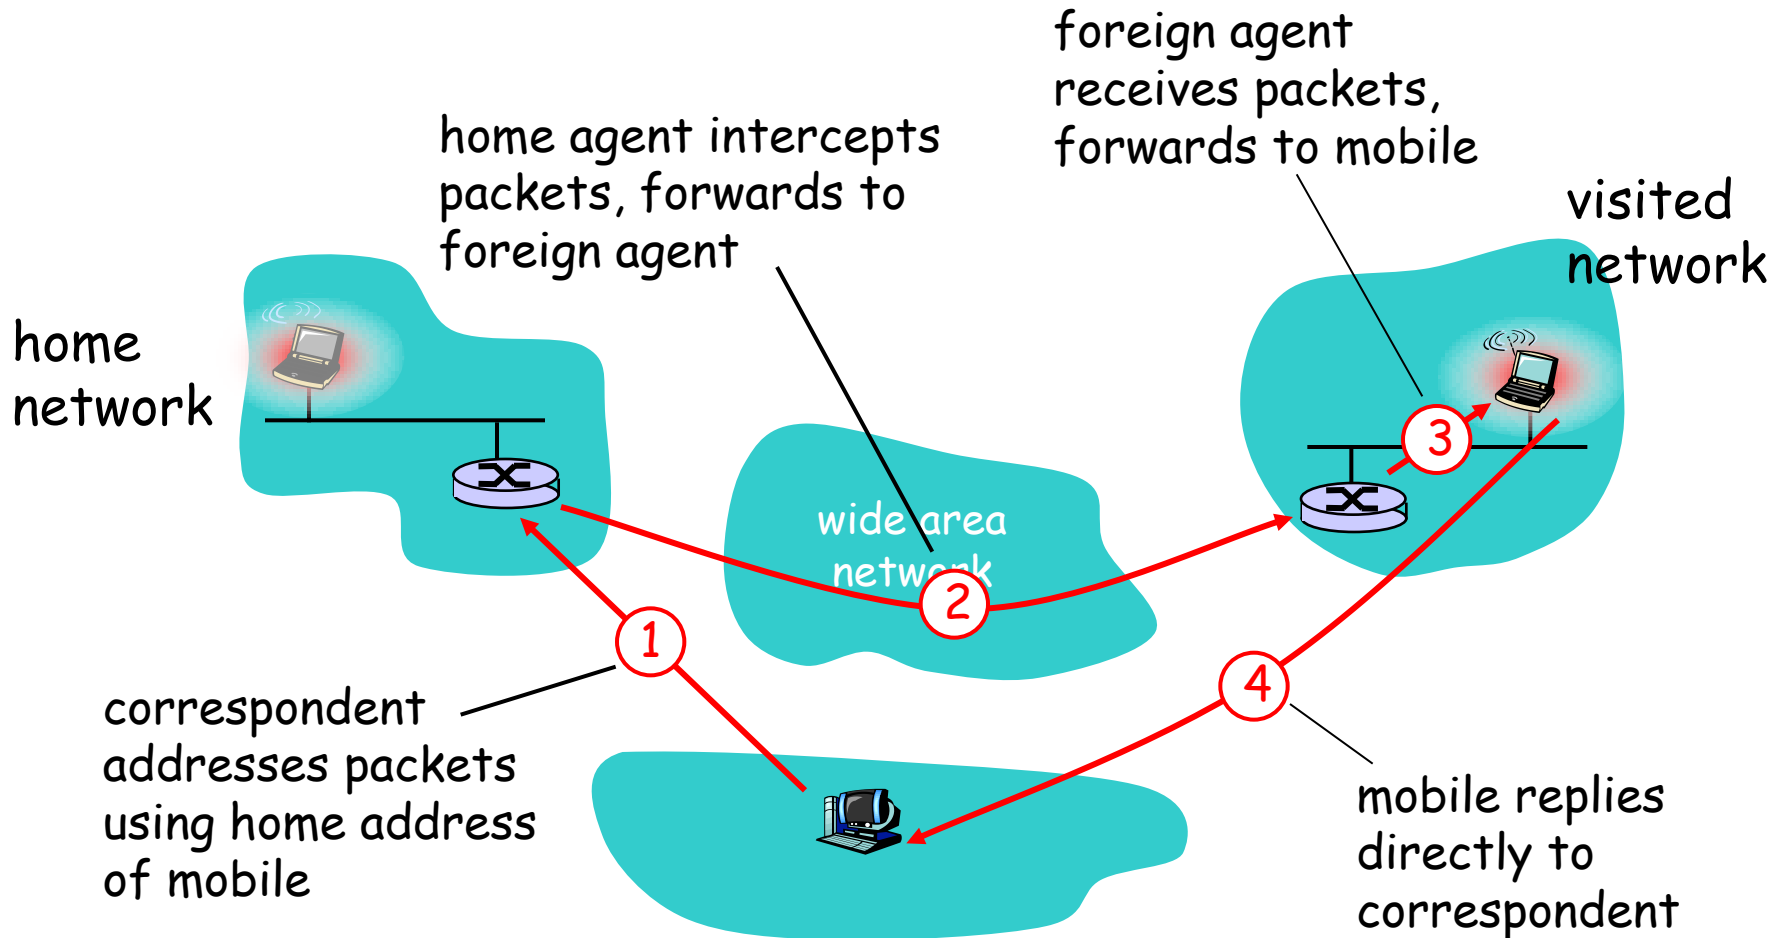 foreign agent
receives packets,
forwards to mobile
home agent intercepts
packets, forwards to
foreign agent
visited
network
home
network
wide area
network
3
2
1
4
correspondent
addresses packets
using home address
of mobile
mobile replies
directly to
correspondent